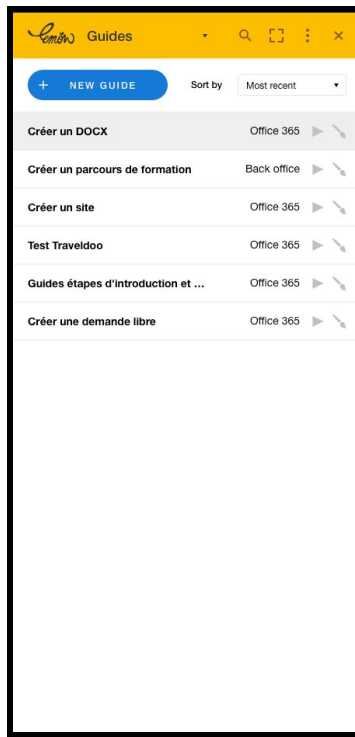 Lemon Guides
+ NEW GUIDE Sort by Most recent
Créer un DOCX Office 365
Créer un parcours de formation Back office
Créer un site Office 365
Test Traveldoo Office 365
Guides étapes d'introduction et ... Office 365
Créer une demande libre Office 365